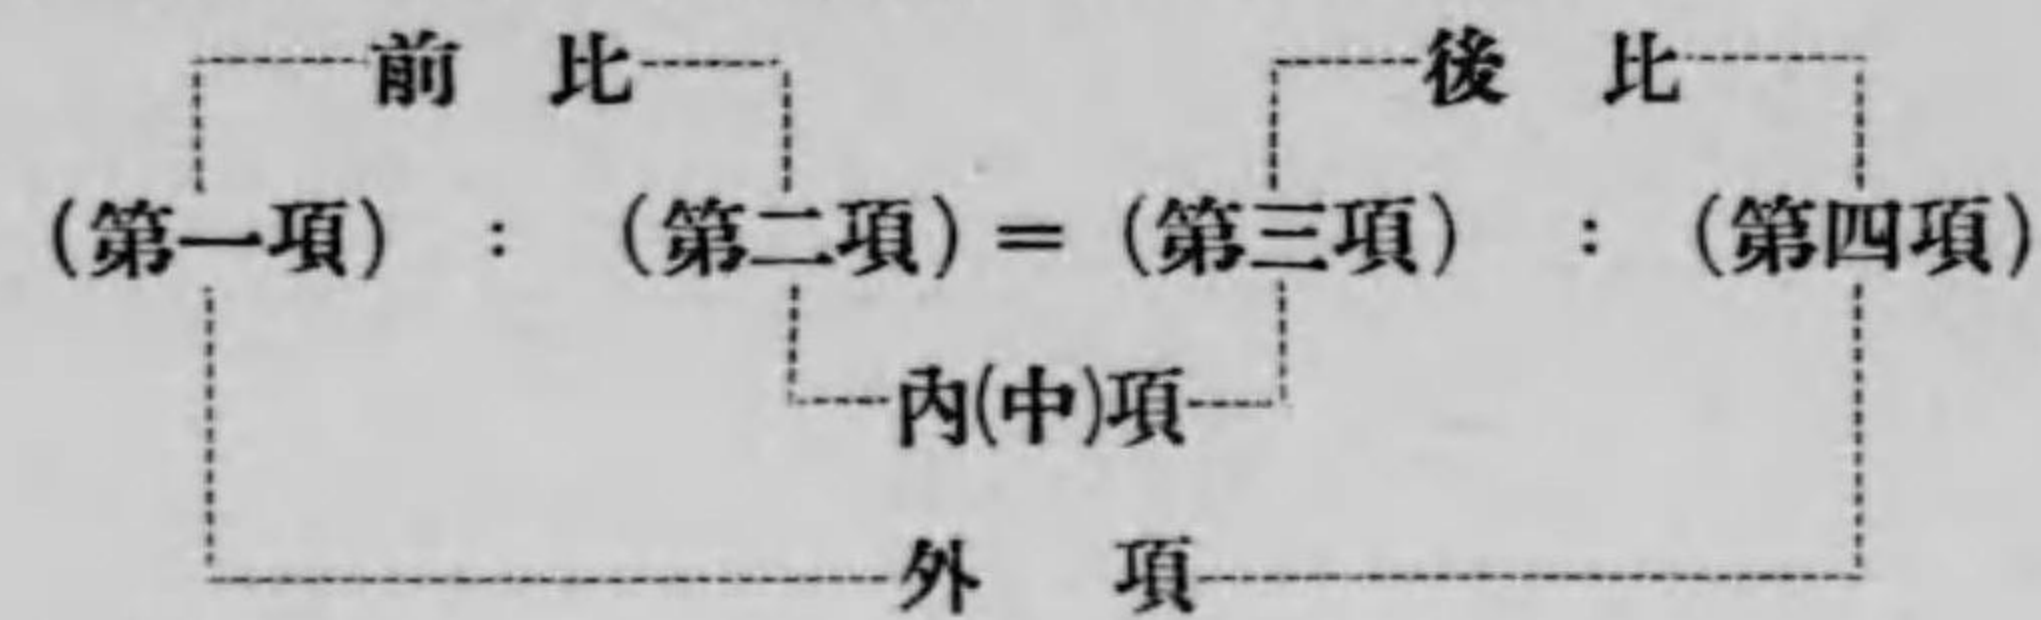 前 比 後 比
(第一項) : (第二項) = (第三項) : (第四項)
內(中)項
外 項